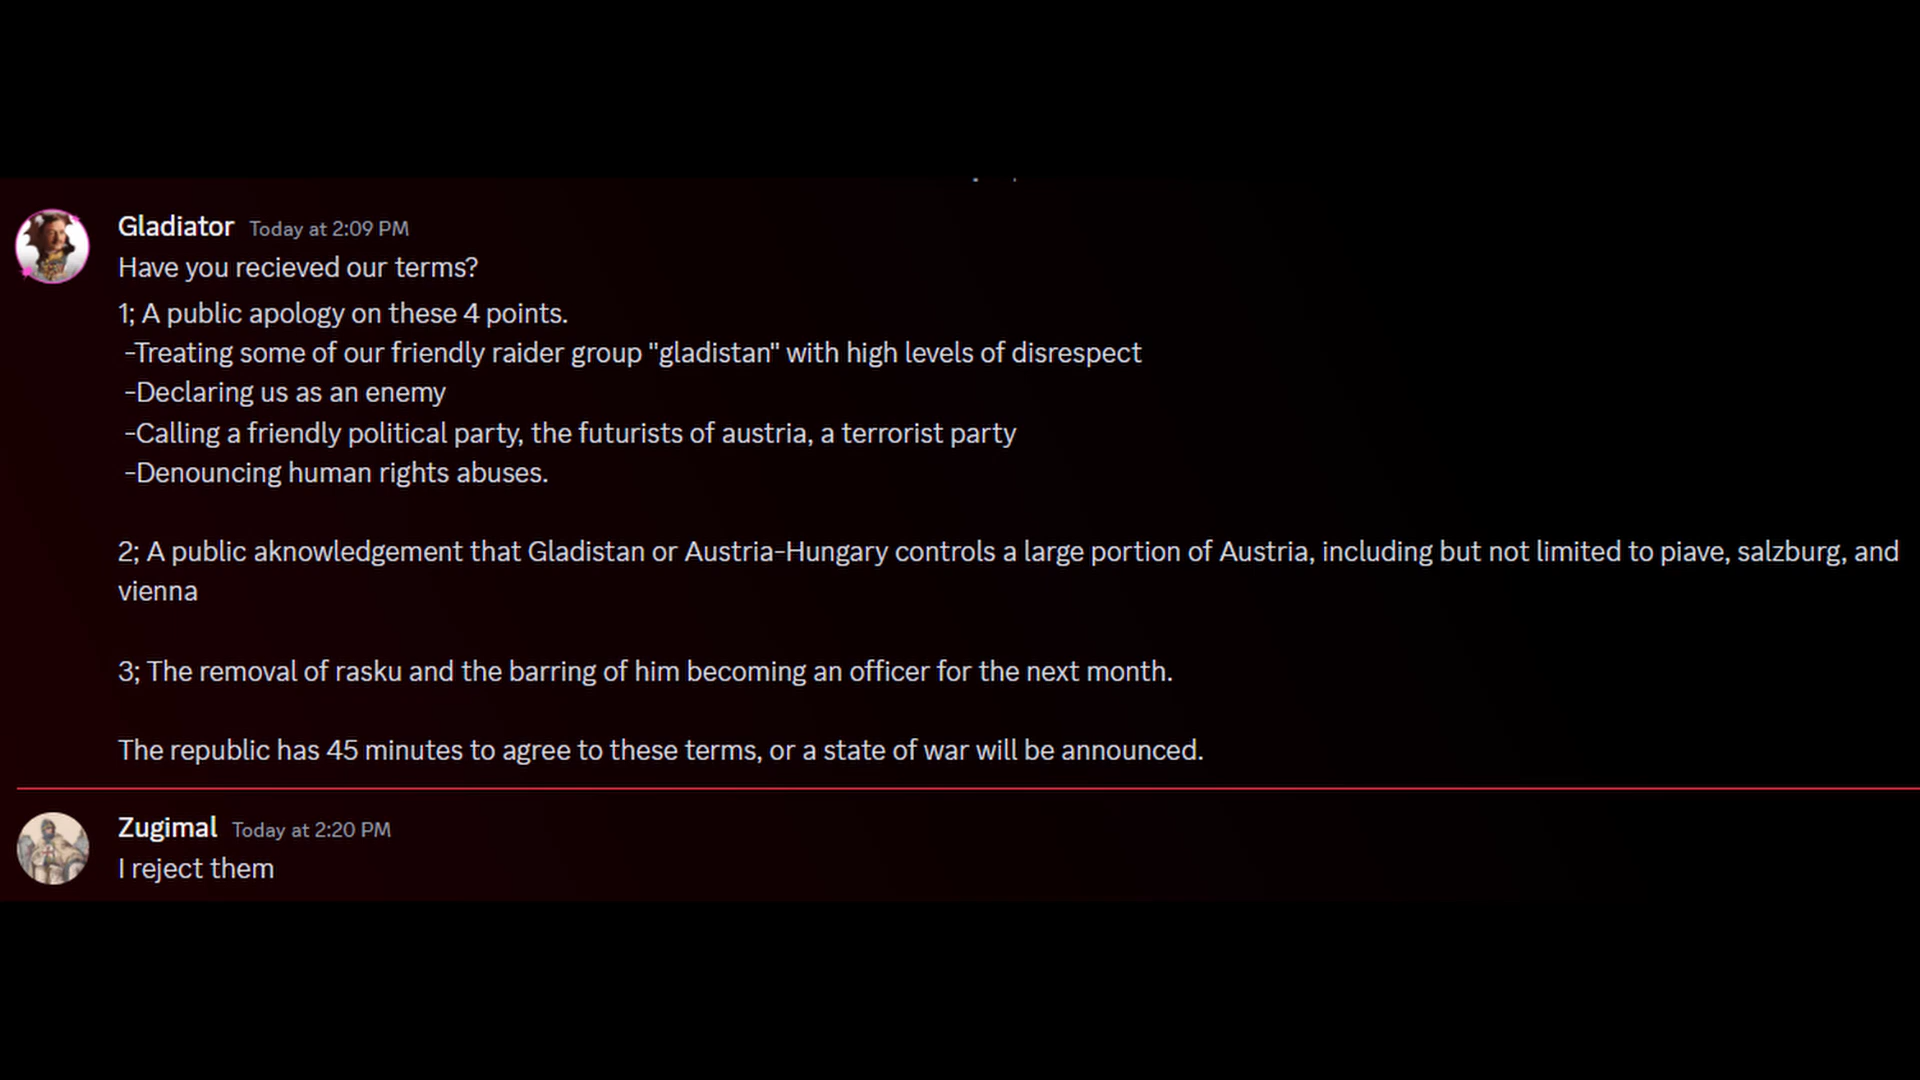 Gladiator Today at 2:09 PM
Have you recieved our terms?
1; A public apology on these 4 points.
-Treating some of our friendly raider group "gladistan" with high levels of disrespect
-Declaring us as an enemy
-Calling a friendly political party, the futurists of austria, a terrorist party
-Denouncing human rights abuses.
2; A public aknowledgement that Gladistan or Austria-Hungary controls a large portion of Austria, including but not limited to piave, salzburg, and
vienna
3; The removal of rasku and the barring of him becoming an officer for the next month.
The republic has 45 minutes to agree to these terms, or a state of war will be announced.
Zugimal Today at 2:20 PM
I reject them